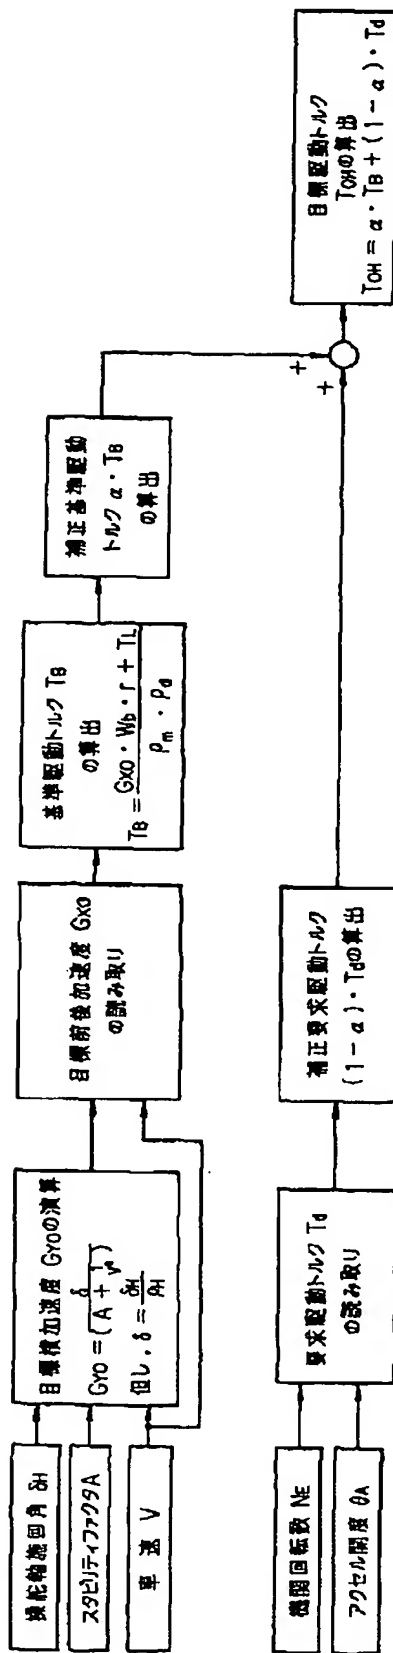 操舵軸旋回角 δH
スタビリティファクタA
車速 V
目標横加速度 GYOの演算
GYO = δ / (A + 1/V²)
但し, δ = δH / ρH
目標前後加速度 GXO
の読み取り
基準駆動トルク TB
の算出
TB = GXO・Wb・r + TL / ρm・ρd
補正基準駆動
トルク α・TB
の算出
機関回転数 NE
アクセル開度 θA
要求駆動トルク Td
の読み取り
補正要求駆動トルク
(1-α)・Tdの算出
+
+
目標駆動トルク
TOHの算出
TOH = α・TB + (1-α)・Td